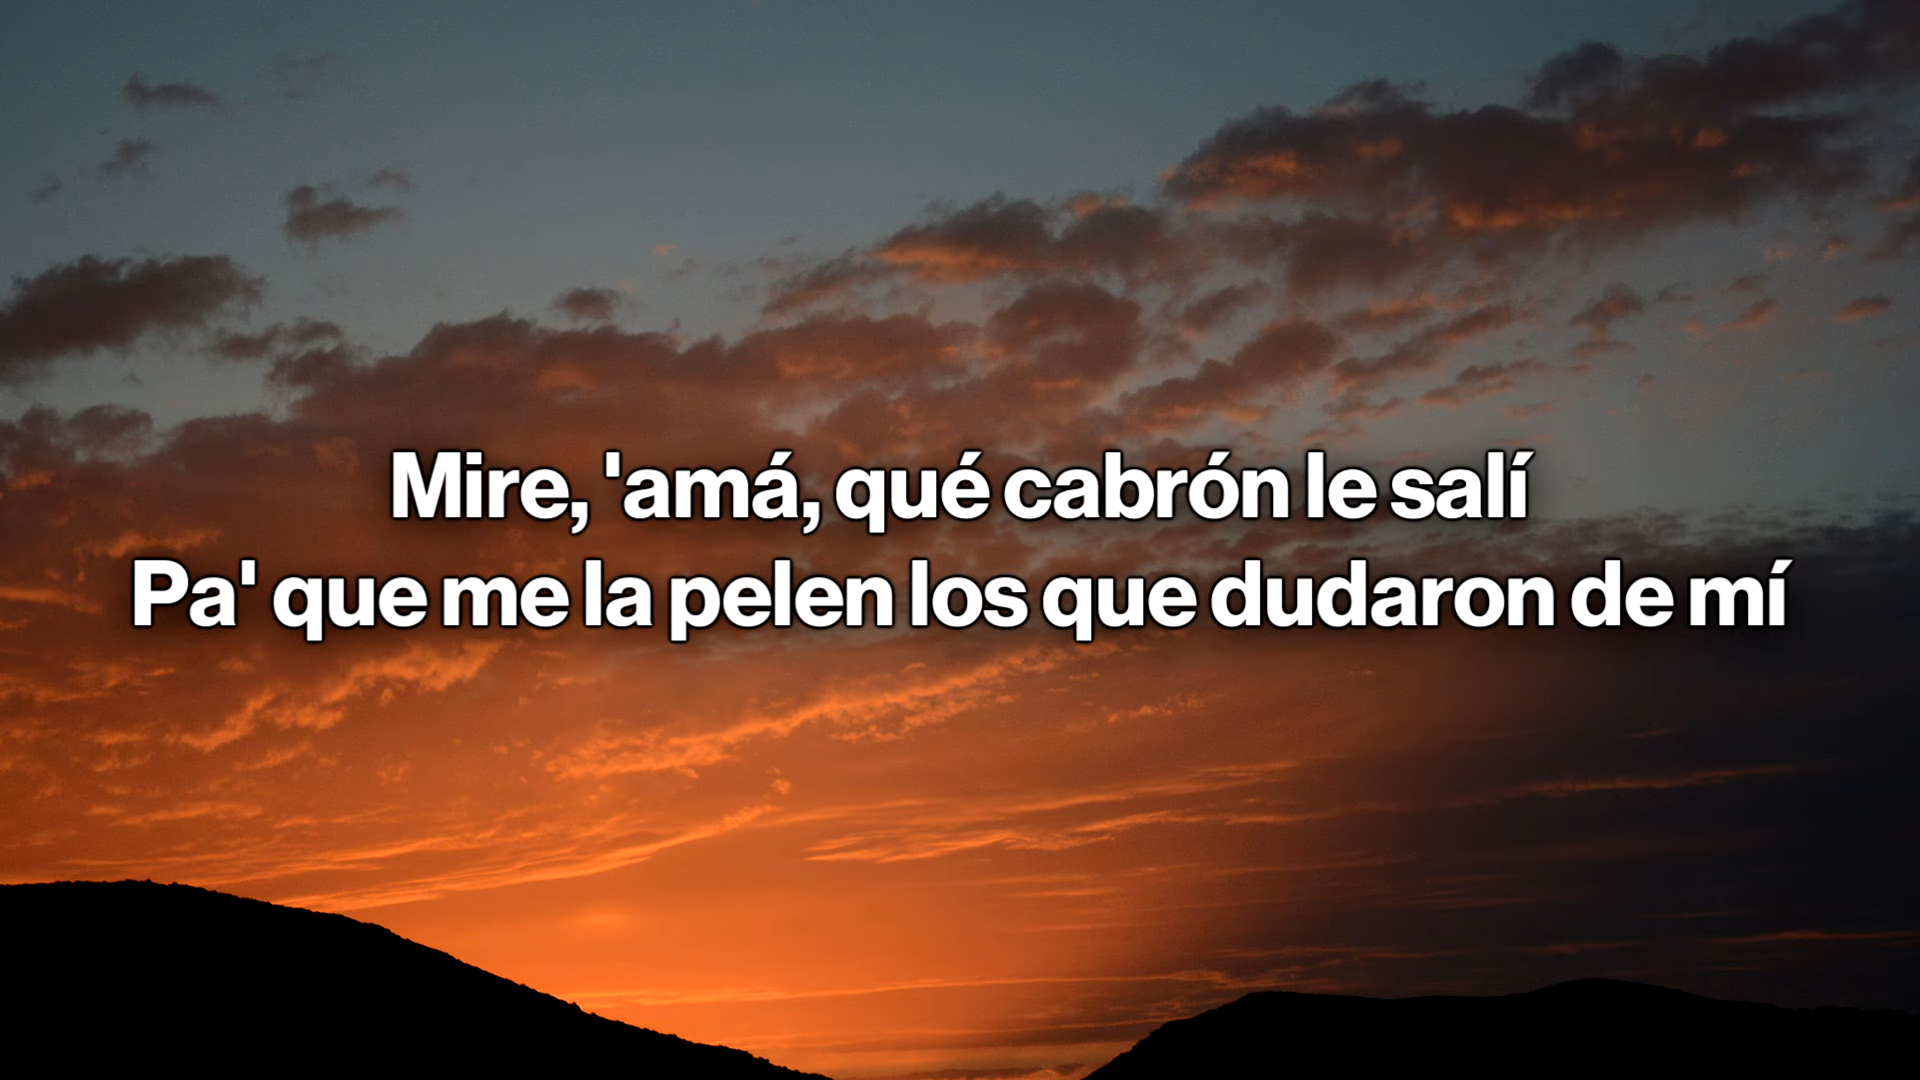 Mire, 'amá, qué cabrón le salí
Pa' que me la pelen los que dudaron de mí